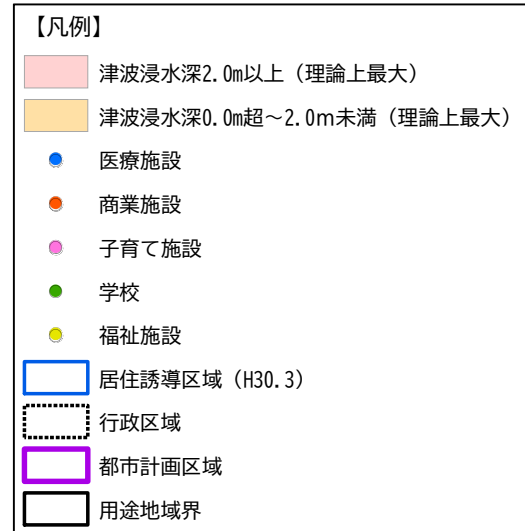 【凡例】
津波浸水深2.0m以上（理論上最大）
津波浸水深0.0m超～2.0m未満（理論上最大）
医療施設
商業施設
子育て施設
学校
福祉施設
居住誘導区域（H30.3）
行政区域
都市計画区域
用途地域界